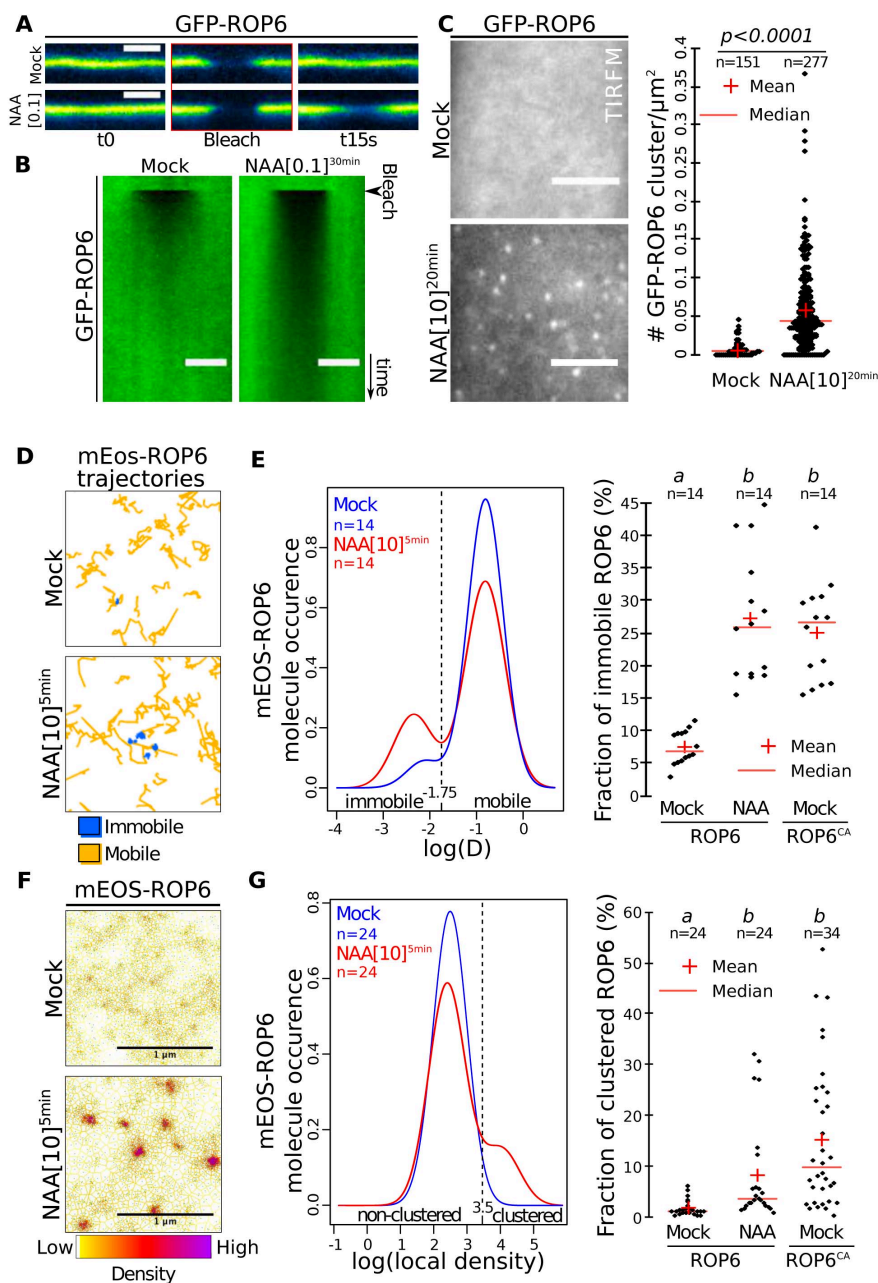 A
GFP-ROP6
Mock
NAA
[0.1]
t0
Bleach
t15s
B
Mock
NAA[0.1]30min
GFP-ROP6
Bleach
time
C
GFP-ROP6
Mock
TIRFM
NAA[10]20min
# GFP-ROP6 cluster/µm2
0.4
0.35
0.3
0.25
0.2
0.15
0.1
0.05
0
p<0.0001
n=151
n=277
Mean
Median
Mock
NAA[10]20min
D
mEos-ROP6
trajectories
Mock
NAA[10]5min
Immobile
Mobile
E
mEOS-ROP6
molecule occurence
0.8
0.6
0.4
0.2
0.0
Mock
n=14
NAA[10]5min
n=14
immobile
-1.75
mobile
-4
-3
-2
-1
0
log(D)
Fraction of immobile ROP6 (%)
45
40
35
30
25
20
15
10
5
0
a
b
b
n=14
n=14
n=14
Mean
Median
Mock
NAA
Mock
ROP6
ROP6CA
F
mEOS-ROP6
Mock
1 µm
NAA[10]5min
1 µm
Low
High
Density
G
mEOS-ROP6
molecule occurence
0.8
0.6
0.4
0.2
0.0
Mock
n=24
NAA[10]5min
n=24
non-clustered
3.5
clustered
-1
0
1
2
3
4
5
log(local density)
Fraction of clustered ROP6 (%)
60
50
40
30
20
10
0
a
b
b
n=24
n=24
n=34
Mean
Median
Mock
NAA
Mock
ROP6
ROP6CA